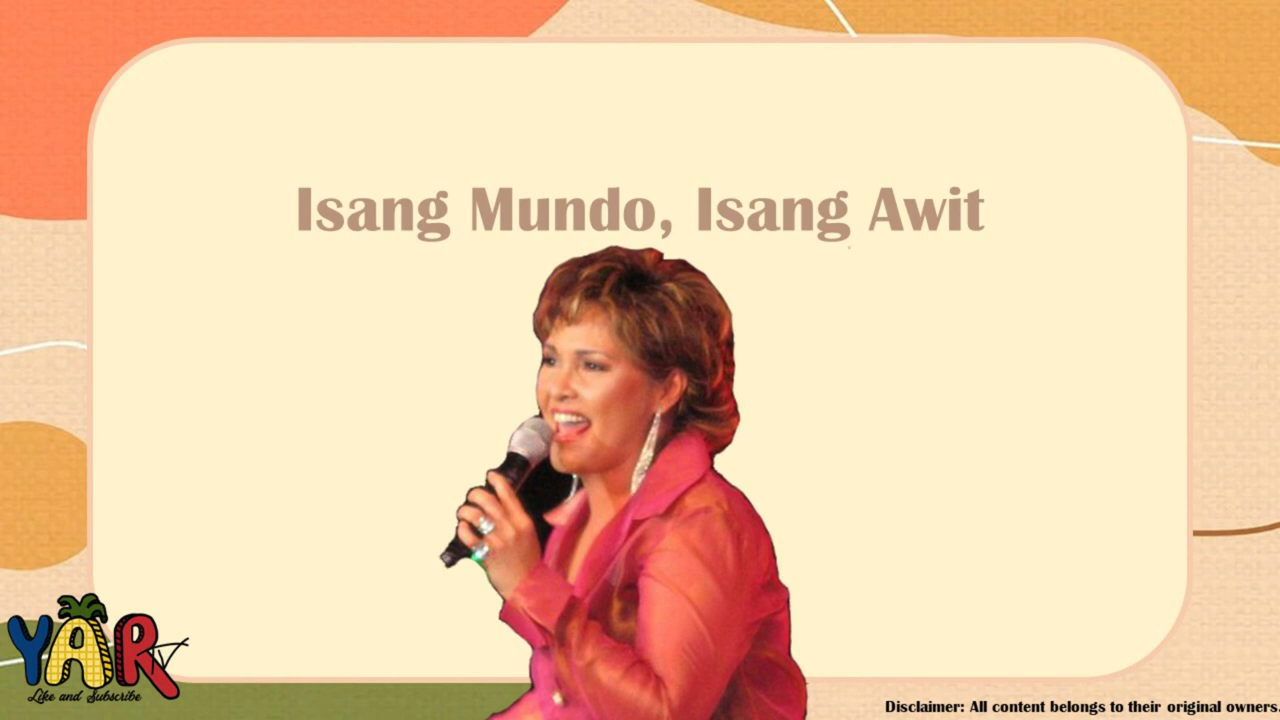 Isang Mundo, Isang Awit
YAR TV
Like and Subscribe
Disclaimer: All content belongs to their original owners.